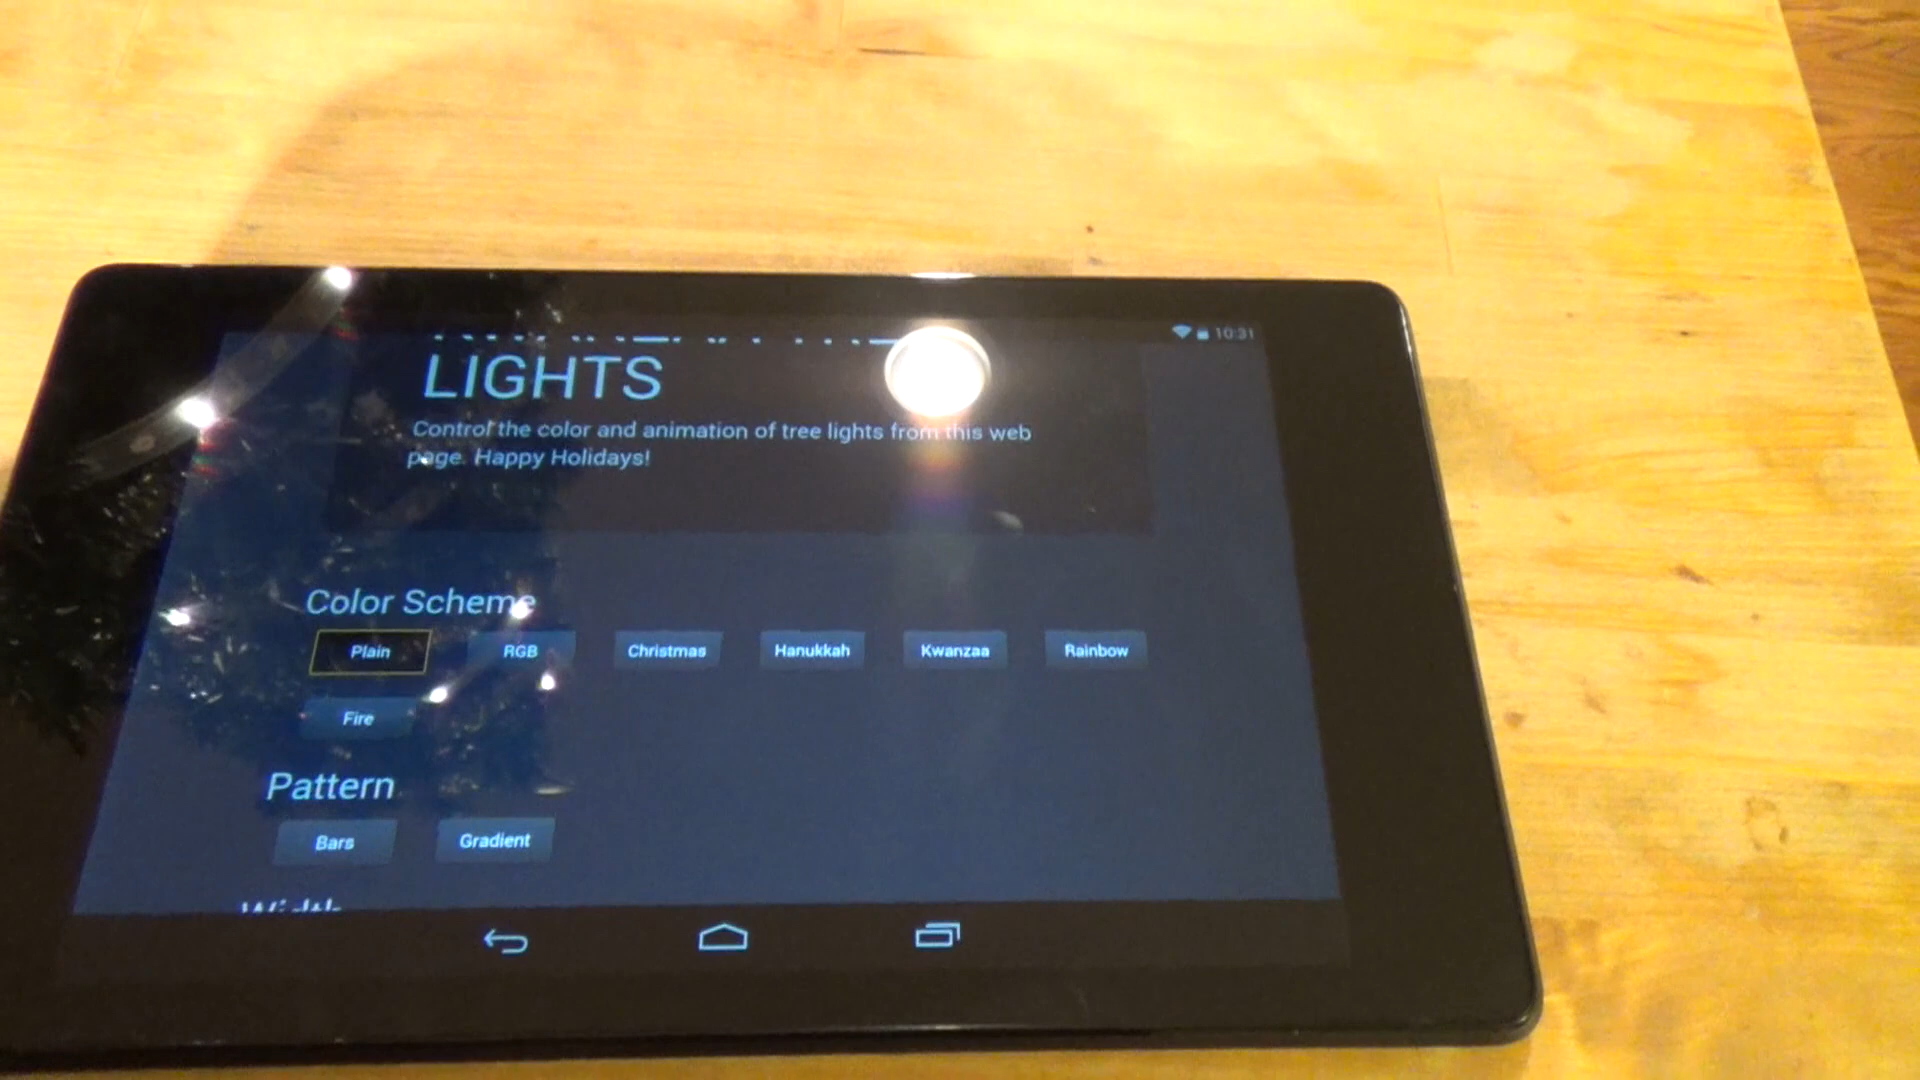 LIGHTS
10:31
Control the color and animation of tree lights from this web
page. Happy Holidays!
Color Scheme
Plain RGB Christmas Hanukkah Kwanzaa Rainbow
Fire
Pattern
Bars Gradient
Width